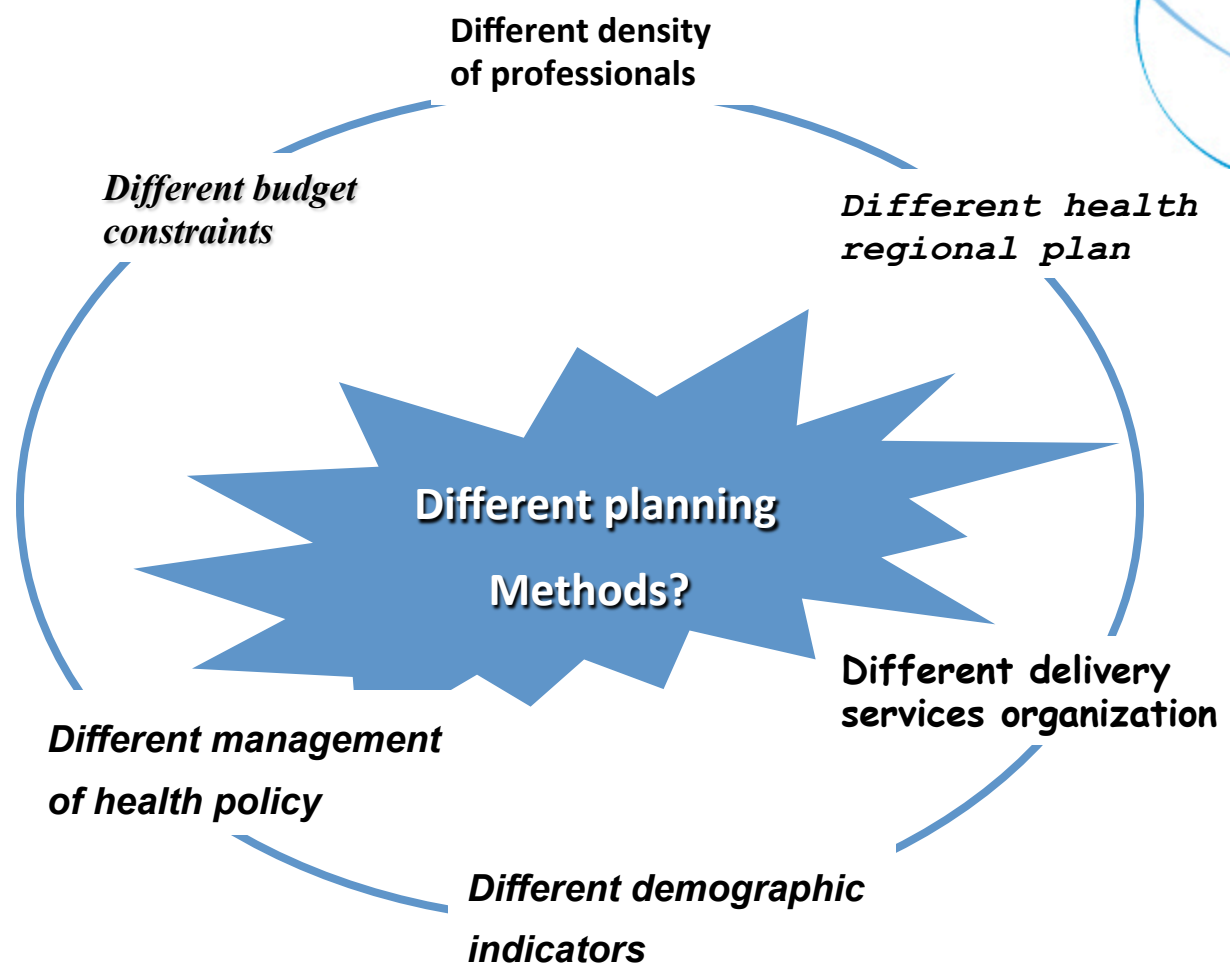 Different density
of professionals
Different budget
constraints
Different health
regional plan
Different planning
Methods?
Different delivery
services organization
Different management
of health policy
Different demographic
indicators